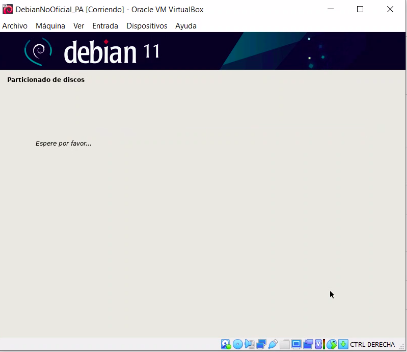 DebianNoOficial_PA [Corriendo] - Oracle VM VirtualBox
Archivo Máquina Ver Entrada Dispositivos Ayuda
debian 11
Particionado de discos
Espere por favor...
CTRL DERECHA